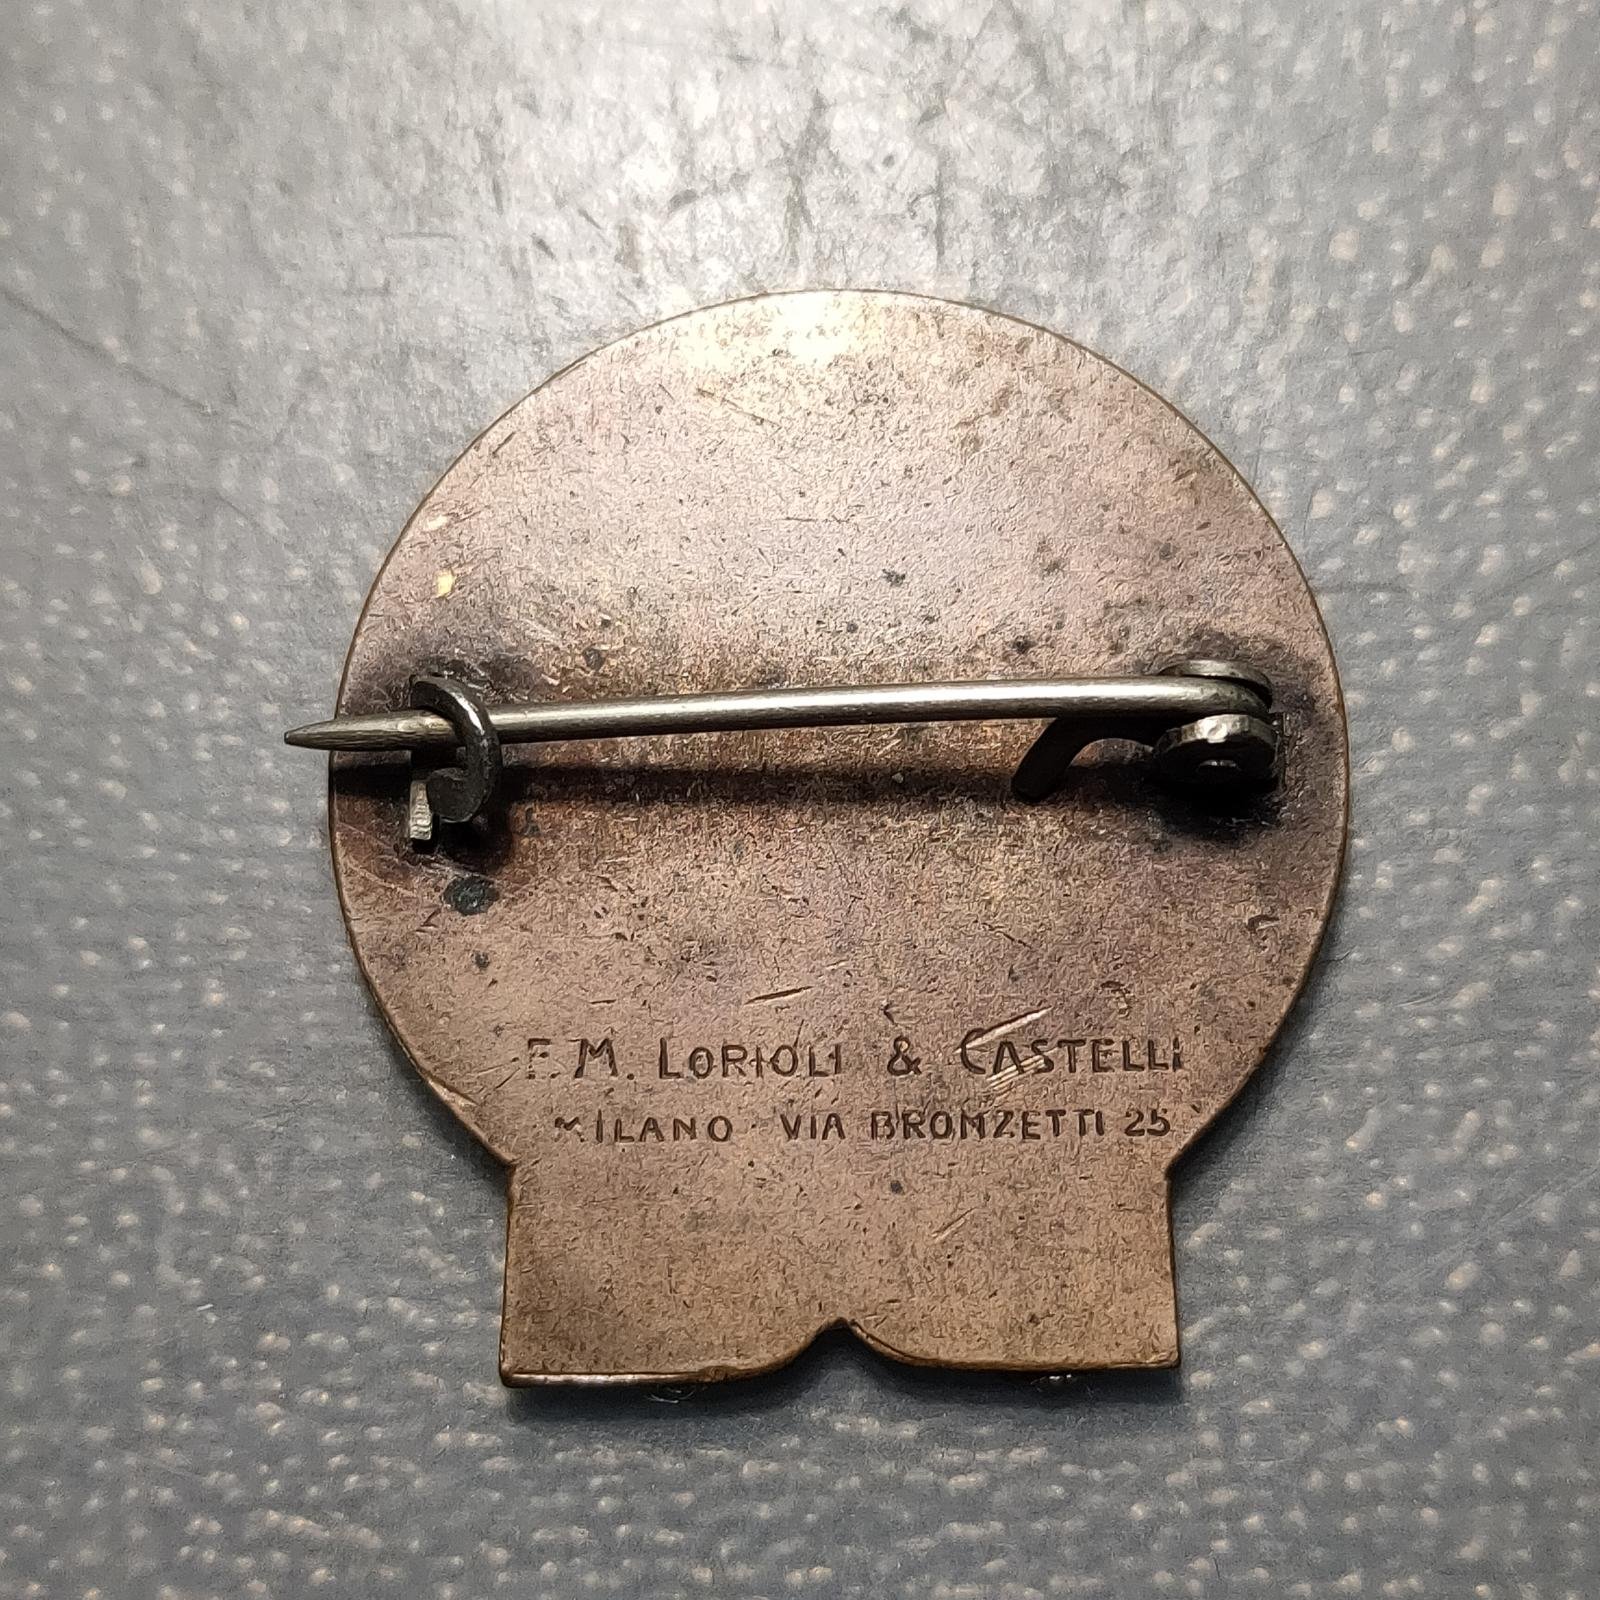 F. M. LORIOLI & CASTELLI
MILANO · VIA BRONZETTI 25